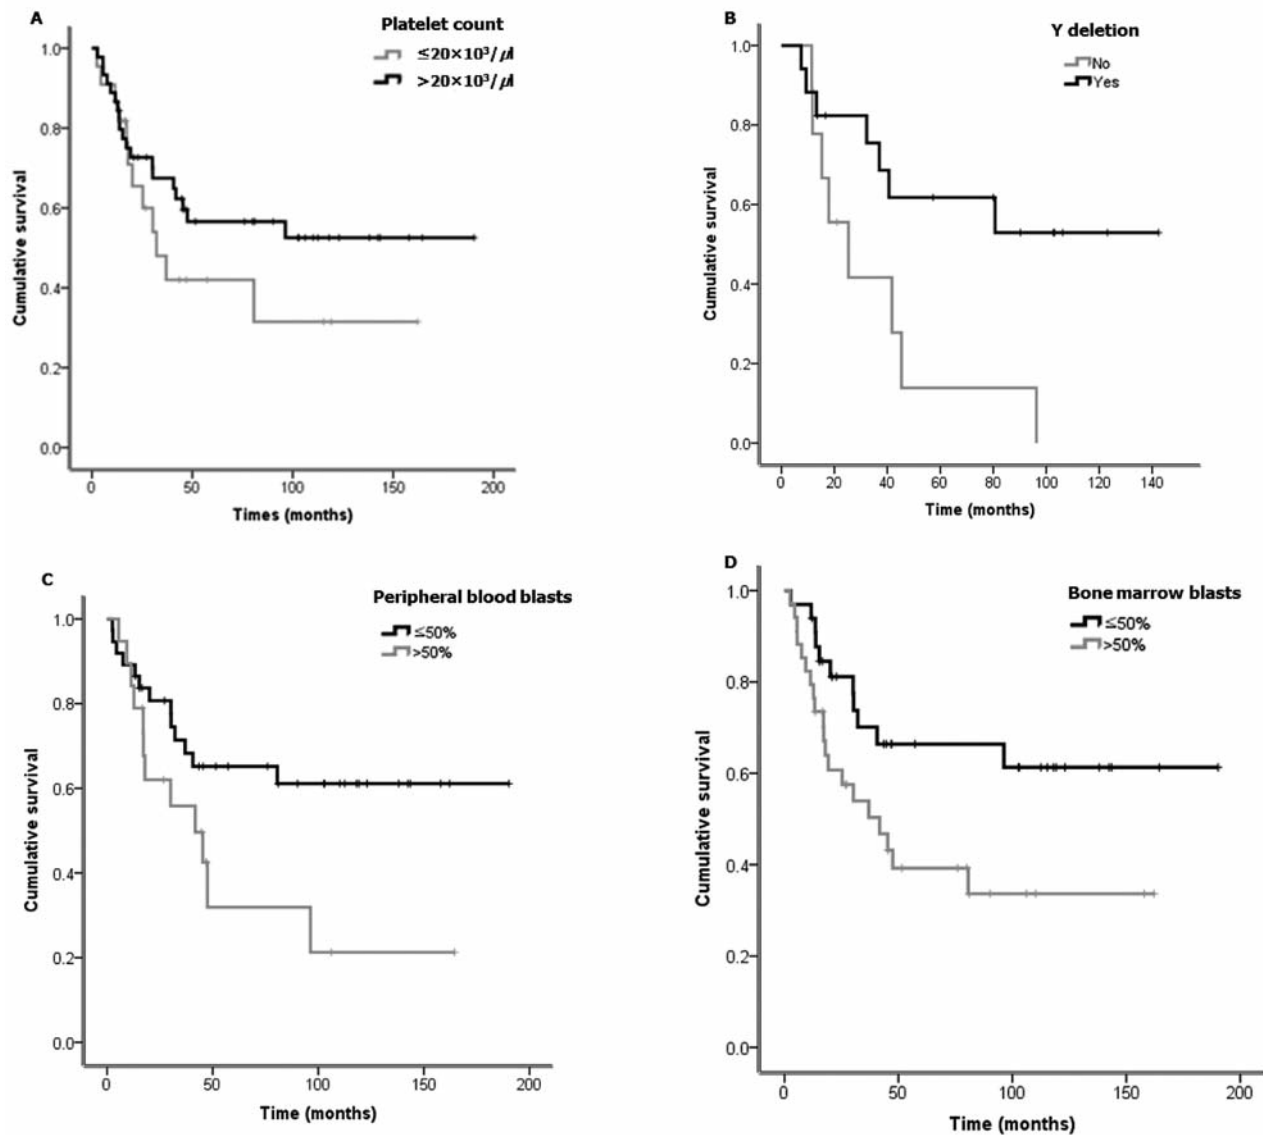 A
Platelet count
≤20×10³/μl
>20×10³/μl
1.0
0.8
0.6
0.4
0.2
0.0
Cumulative survival
0 50 100 150 200
Times (months)
B
Y deletion
No
Yes
1.0
0.8
0.6
0.4
0.2
0.0
Cumulative survival
0 20 40 60 80 100 120 140
Time (months)
C
Peripheral blood blasts
≤50%
>50%
1.0
0.8
0.6
0.4
0.2
0.0
Cumulative survival
0 50 100 150 200
Time (months)
D
Bone marrow blasts
≤50%
>50%
1.0
0.8
0.6
0.4
0.2
0.0
Cumulative survival
0 50 100 150 200
Time (months)